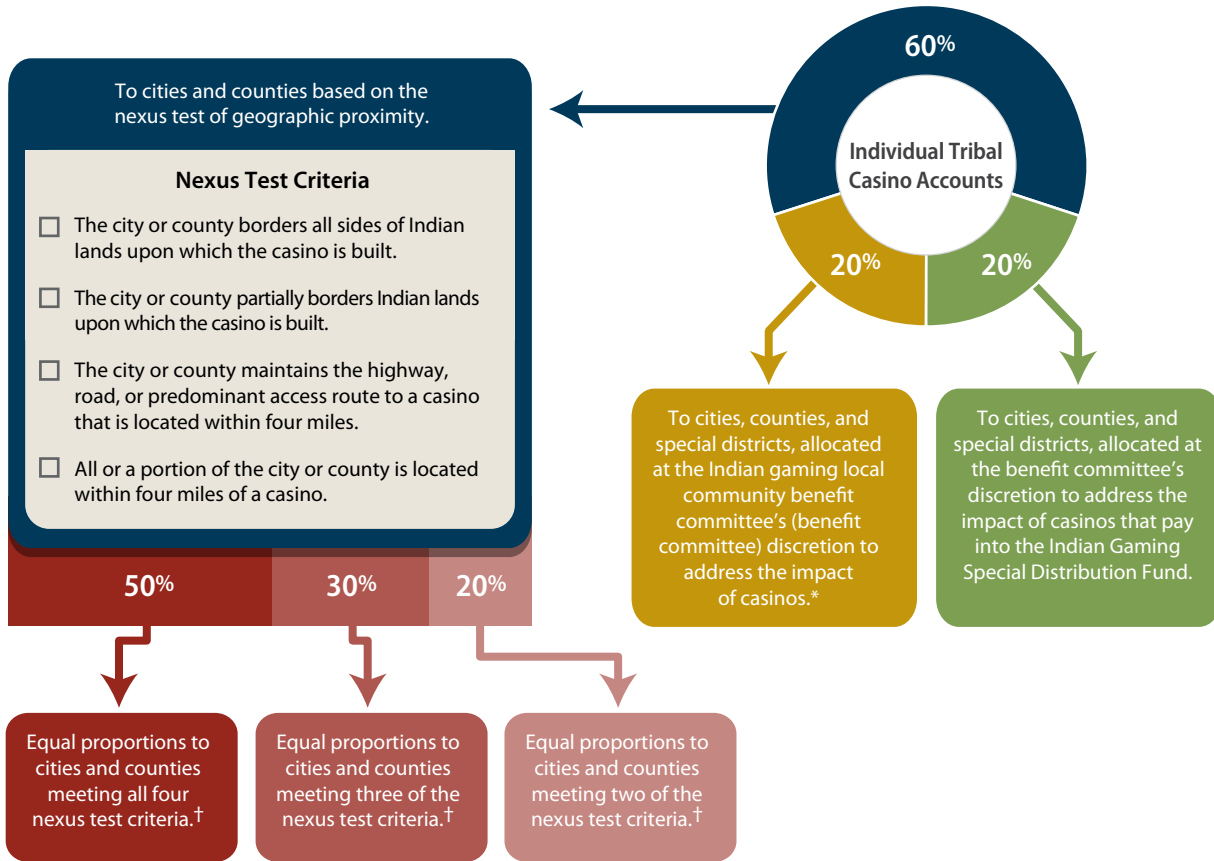 To cities and counties based on the
nexus test of geographic proximity.
Nexus Test Criteria
The city or county borders all sides of Indian
lands upon which the casino is built.
The city or county partially borders Indian lands
upon which the casino is built.
The city or county maintains the highway,
road, or predominant access route to a casino
that is located within four miles.
All or a portion of the city or county is located
within four miles of a casino.
50%
30%
20%
Equal proportions to
cities and counties
meeting all four
nexus test criteria.†
Equal proportions to
cities and counties
meeting three of the
nexus test criteria.†
Equal proportions to
cities and counties
meeting two of the
nexus test criteria.†
60%
Individual Tribal
Casino Accounts
20%
20%
To cities, counties, and
special districts, allocated
at the Indian gaming local
community benefit
committee's (benefit
committee) discretion to
address the impact
of casinos.*
To cities, counties, and
special districts, allocated at
the benefit committee's
discretion to address the
impact of casinos that pay
into the Indian Gaming
Special Distribution Fund.